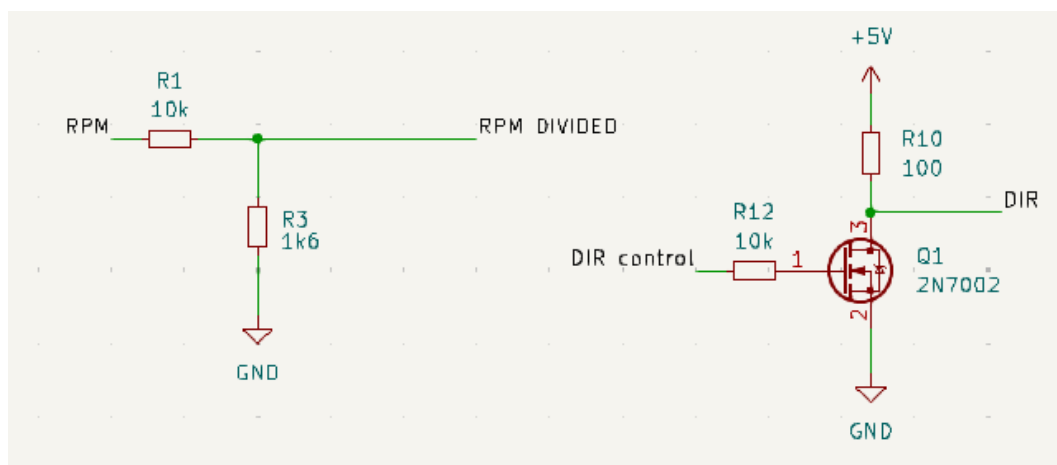 R1
10k
RPM
RPM DIVIDED
R3
1k6
GND
+5V
R10
100
DIR
R12
10k
DIR control
1
3
2
Q1
2N7002
GND